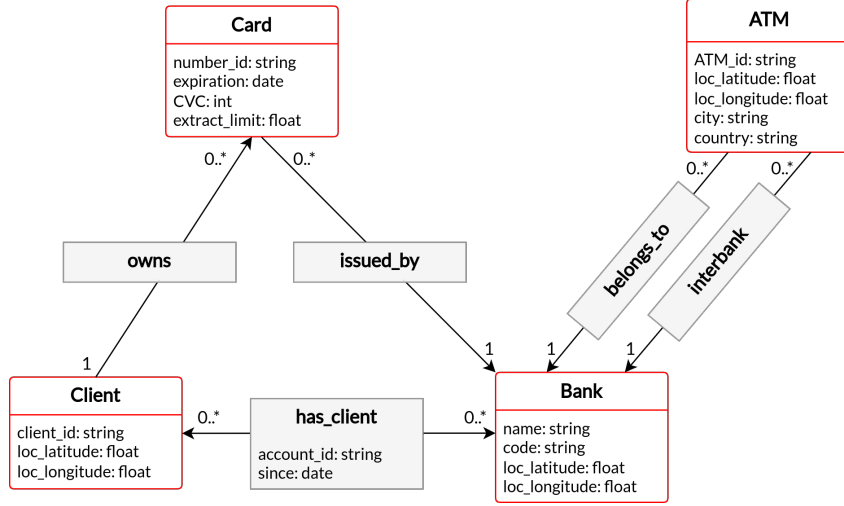 Card
number_id: string
expiration: date
CVC: int
extract_limit: float
ATM
ATM_id: string
loc_latitude: float
loc_longitude: float
city: string
country: string
0..*
0..*
0..*
0..*
owns
issued_by
belongs_to
interbank
1
1
1
1
Client
client_id: string
loc_latitude: float
loc_longitude: float
0..*
has_client
account_id: string
since: date
0..*
Bank
name: string
code: string
loc_latitude: float
loc_longitude: float